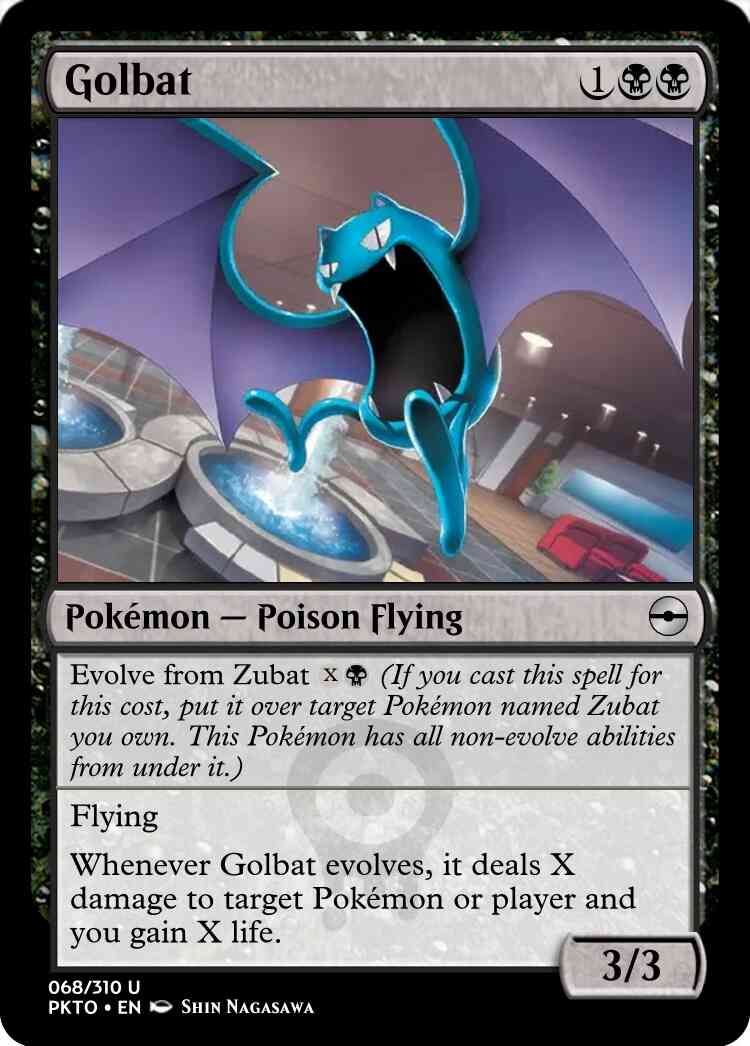 Golbat 1
Pokémon — Poison Flying
Evolve from Zubat X (If you cast this spell for
this cost, put it over target Pokémon named Zubat
you own. This Pokémon has all non-evolve abilities
from under it.)
Flying
Whenever Golbat evolves, it deals X
damage to target Pokémon or player and
you gain X life.
3/3
068/310 U
PKTO • EN Shin Nagasawa